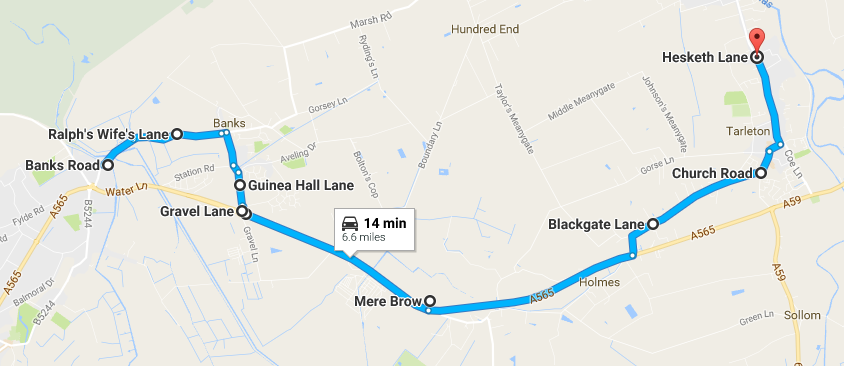 Marsh Rd
Hundred End
Hesketh Lane
Ryding's Ln
Gorsey Ln
Taylor's Meanygate
Middle Meanygate
Johnson's Meanygate
Banks
Ralph's Wife's Lane
Tarleton
Boundary Ln
Aveling Dr
Bolton's Cop
Gorse Ln
Coe Ln
Banks Road
Station Rd
Church Road
Guinea Hall Lane
Water Ln
A565
B5244
A59
Fylde Rd
Gravel Lane
14 min
6.6 miles
Blackgate Lane
A565
Gravel Ln
A565
Balmoral Dr
B5244
Mere Brow
A565
Holmes
A59
Green Ln
Sollom